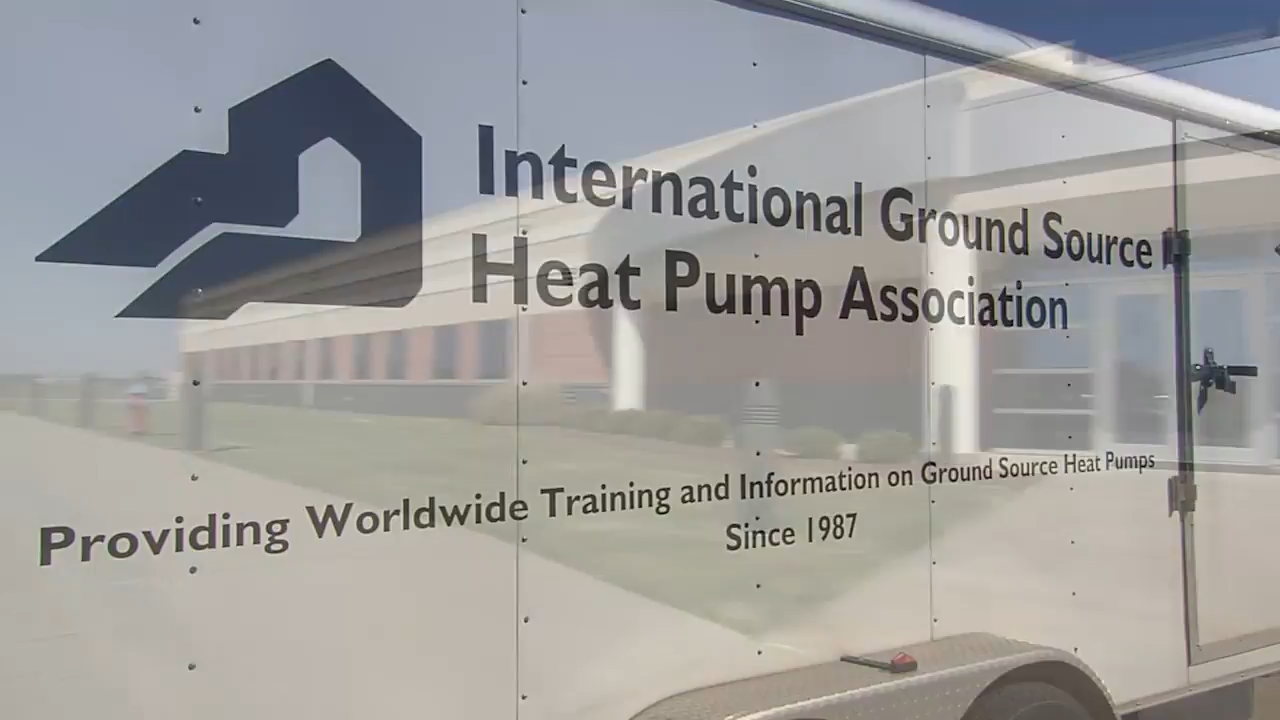 International Ground Source
Heat Pump Association
Providing Worldwide Training and Information on Ground Source Heat Pumps
Since 1987